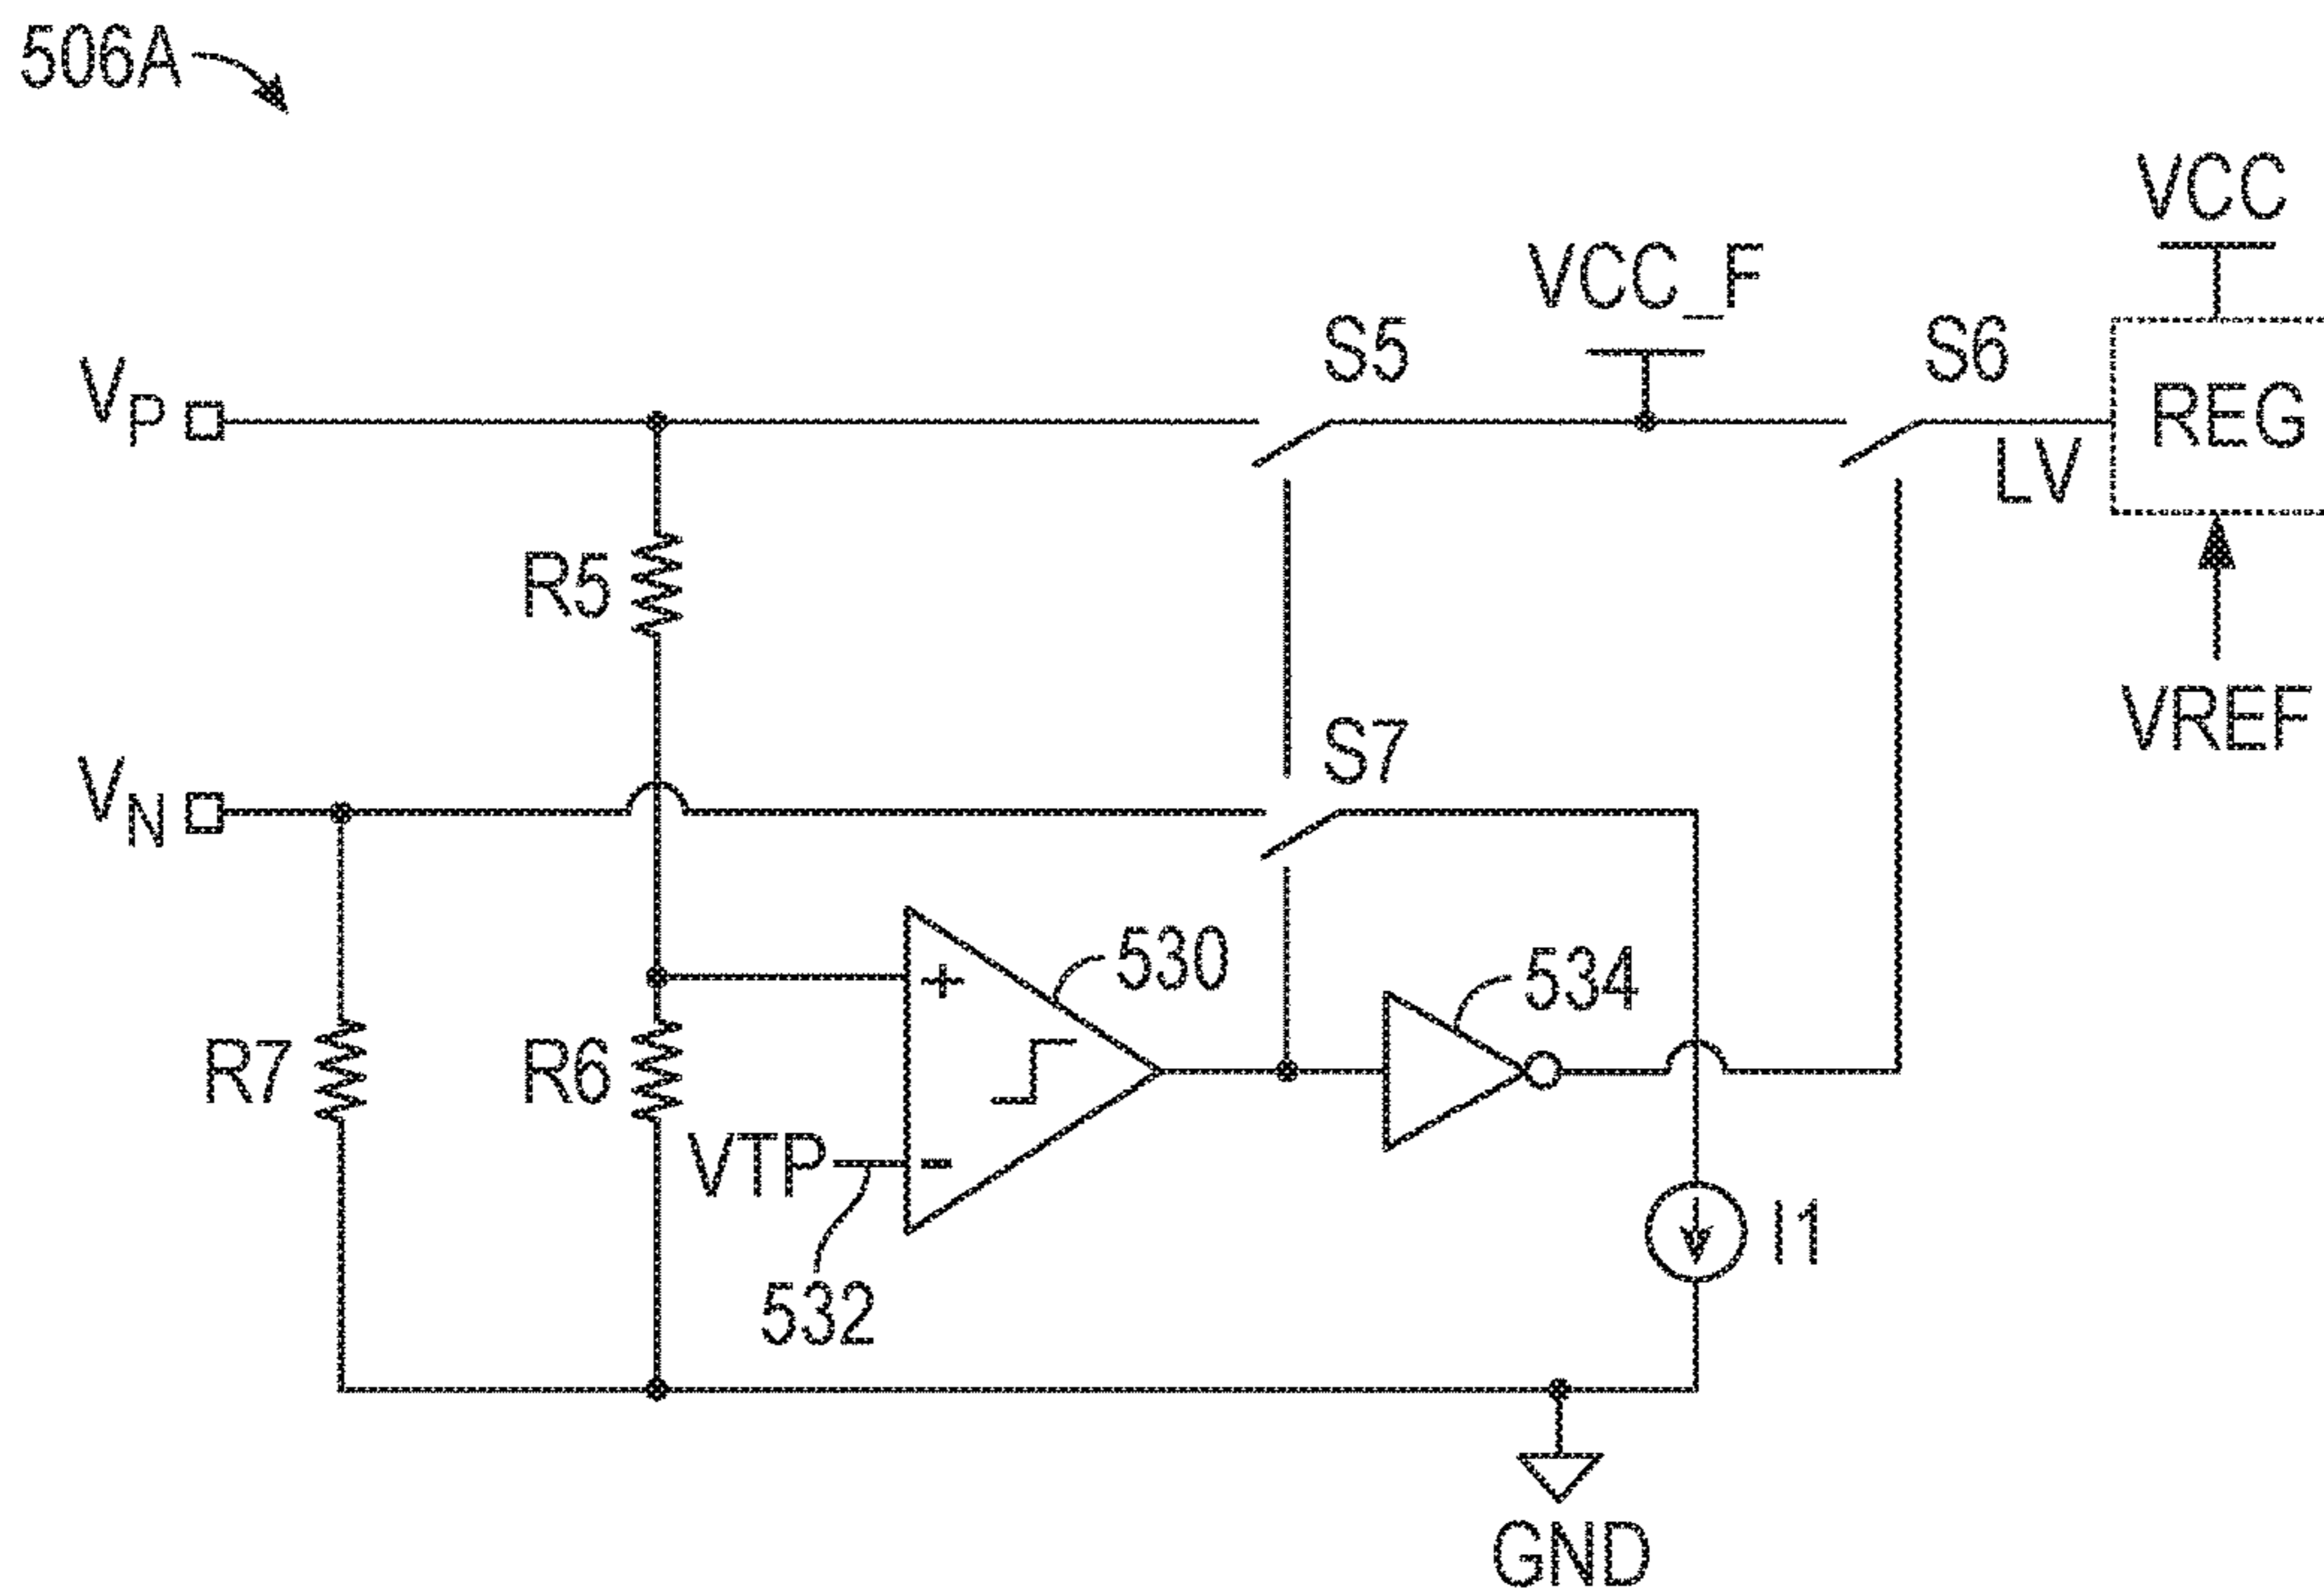 506A
VCC
VCC_F
S5
S6
VP
REG
LV
R5
VREF
S7
VN
+
530
534
R7
R6
VTP
-
532
I1
GND